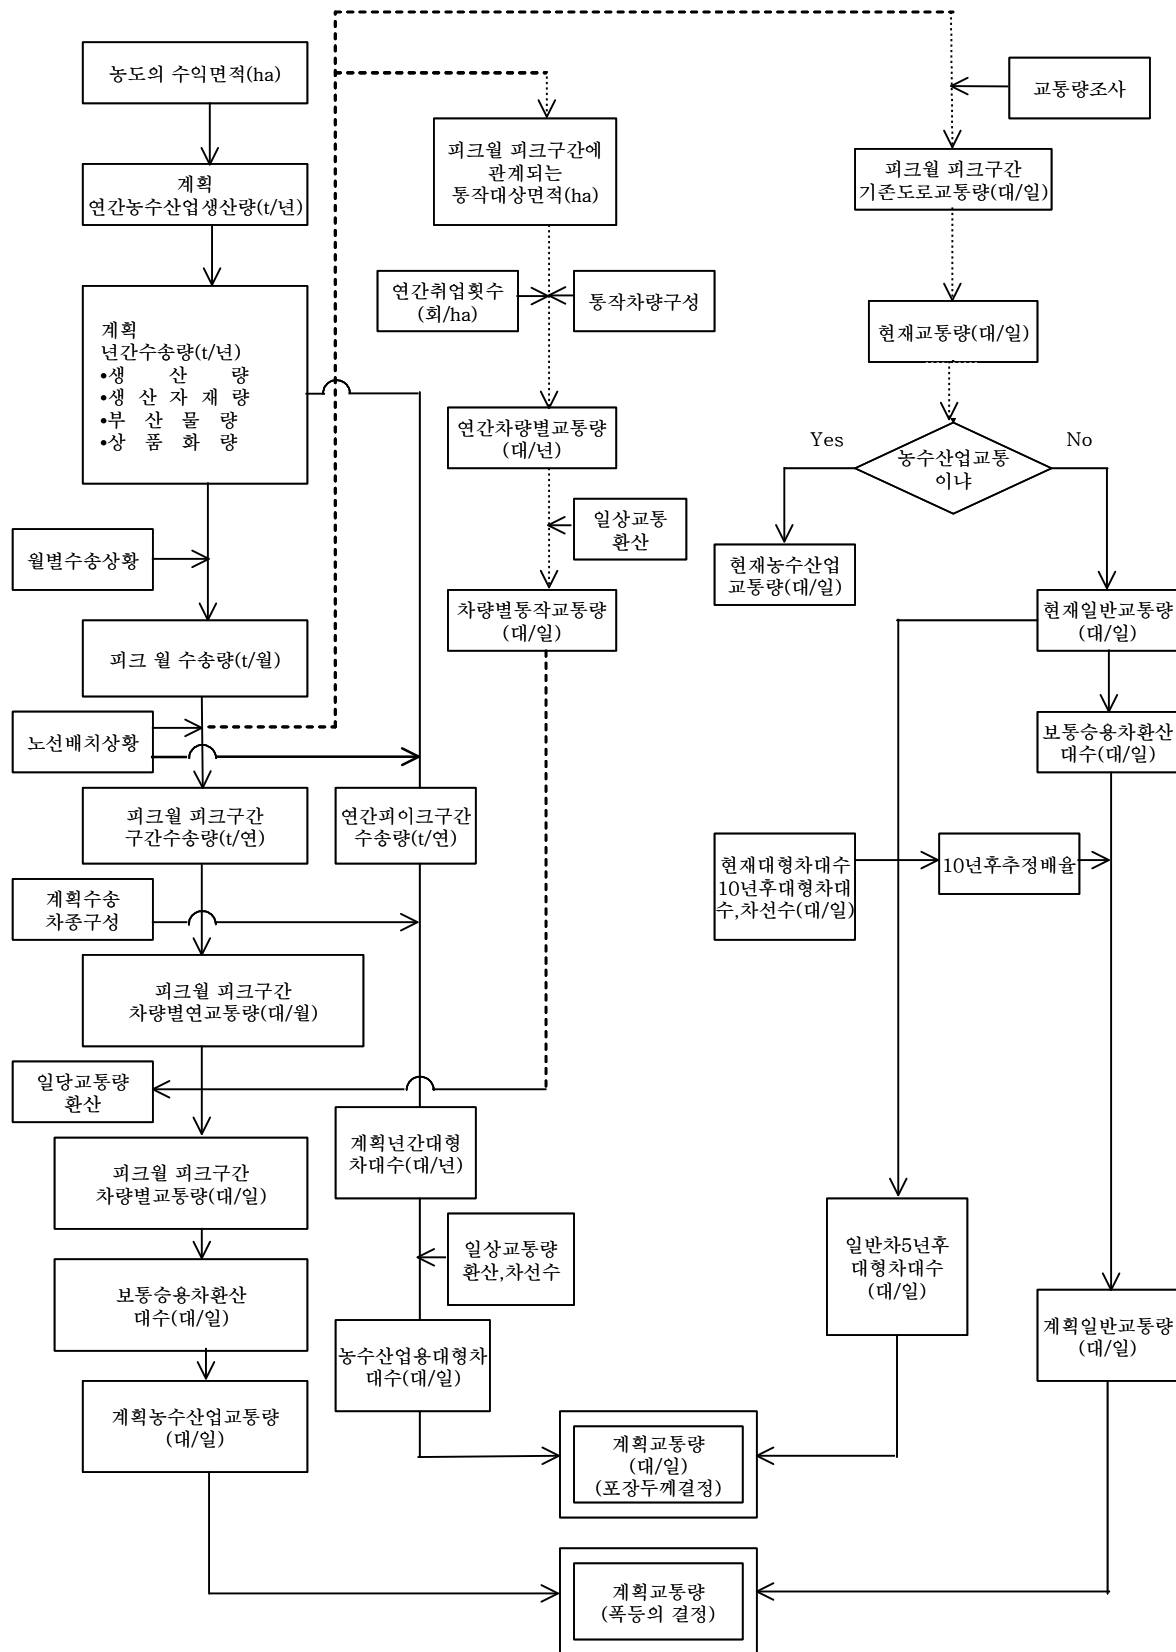 농도의 수익면적(ha)
계획
연간농수산업생산량(t/년)
계획
년간수송량(t/년)
•생 산 량
•생 산 자 재 량
•부 산 물 량
•상 품 화 량
월별수송상황
피크 월 수송량(t/월)
노선배치상황
피크월 피크구간
구간수송량(t/연)
계획수송
차종구성
피크월 피크구간
차량별연교통량(대/월)
일당교통량
환산
피크월 피크구간
차량별교통량(대/일)
보통승용차환산
대수(대/일)
계획농수산업교통량
(대/일)
연간피이크구간
수송량(t/연)
계획년간대형
차대수(대/년)
일상교통량
환산,차선수
농수산업용대형차
대수(대/일)
피크월 피크구간에
관계되는
통작대상면적(ha)
연간취업횟수
(회/ha)
통작차량구성
연간차량별교통량
(대/년)
일상교통
환산
차량별통작교통량
(대/일)
교통량조사
피크월 피크구간
기존도로교통량(대/일)
현재교통량(대/일)
Yes
No
농수산업교통
이냐
현재농수산업
교통량(대/일)
현재일반교통량
(대/일)
보통승용차환산
대수(대/일)
현재대형차대수
10년후대형차대
수,차선수(대/일)
10년후추정배율
일반차5년후
대형차대수
(대/일)
계획일반교통량
(대/일)
계획교통량
(대/일)
(포장두께결정)
계획교통량
(폭등의 결정)